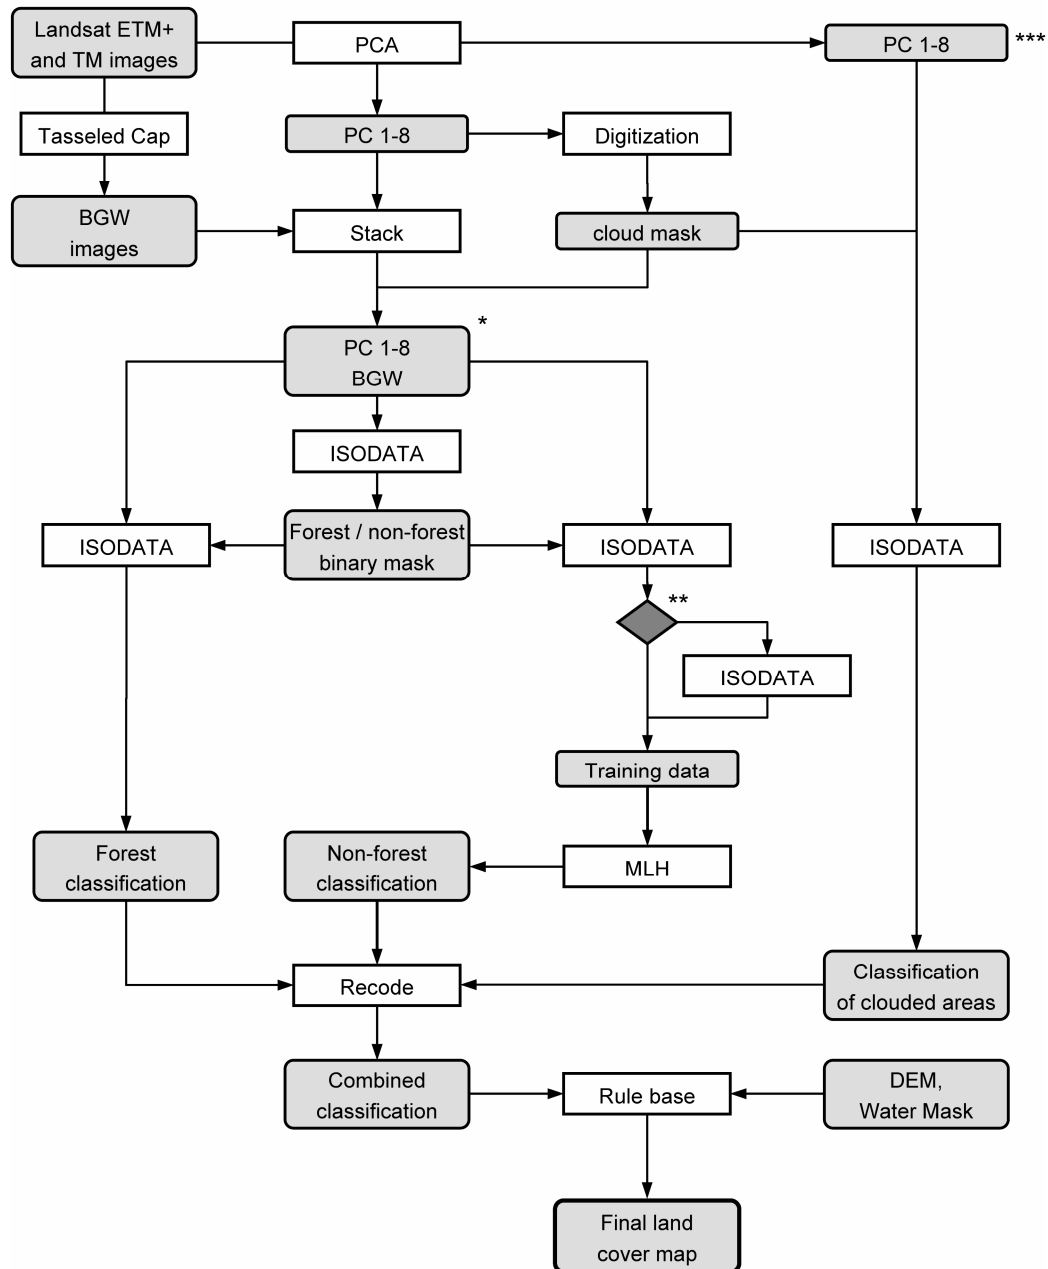 Landsat ETM+
and TM images
PCA
PC 1-8
***
Tasseled Cap
PC 1-8
Digitization
BGW
images
Stack
cloud mask
*
PC 1-8
BGW
ISODATA
ISODATA
Forest / non-forest
binary mask
ISODATA
ISODATA
**
ISODATA
Training data
Forest
classification
Non-forest
classification
MLH
Recode
Classification
of clouded areas
Combined
classification
Rule base
DEM,
Water Mask
Final land
cover map